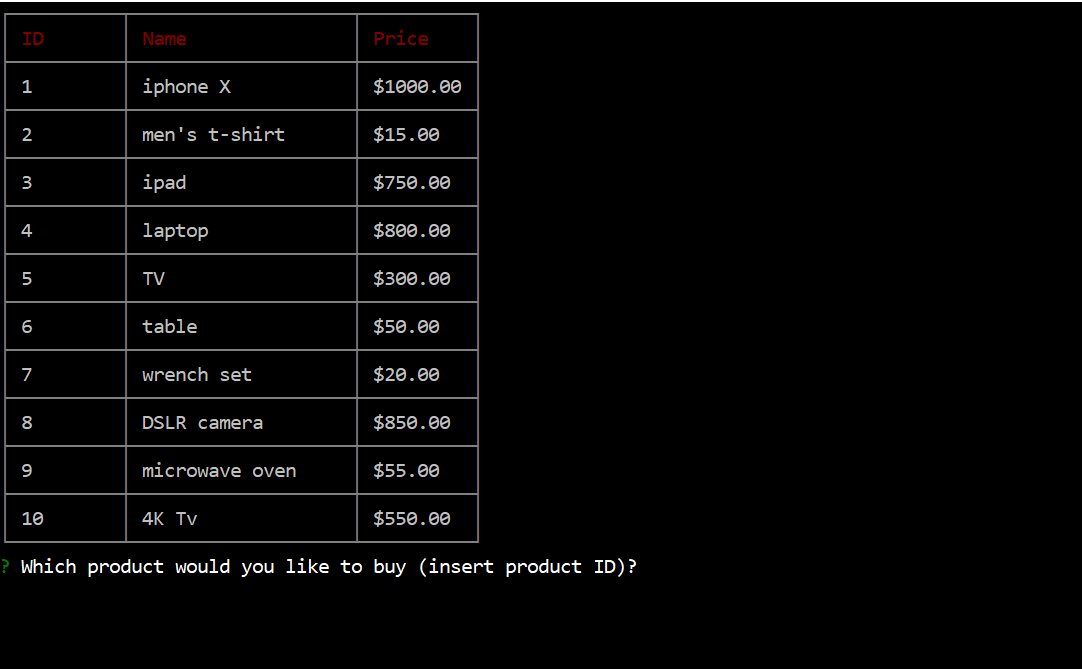 ID Name Price
1 iphone X $1000.00
2 men's t-shirt $15.00
3 ipad $750.00
4 laptop $800.00
5 TV $300.00
6 table $50.00
7 wrench set $20.00
8 DSLR camera $850.00
9 microwave oven $55.00
10 4K Tv $550.00
? Which product would you like to buy (insert product ID)?